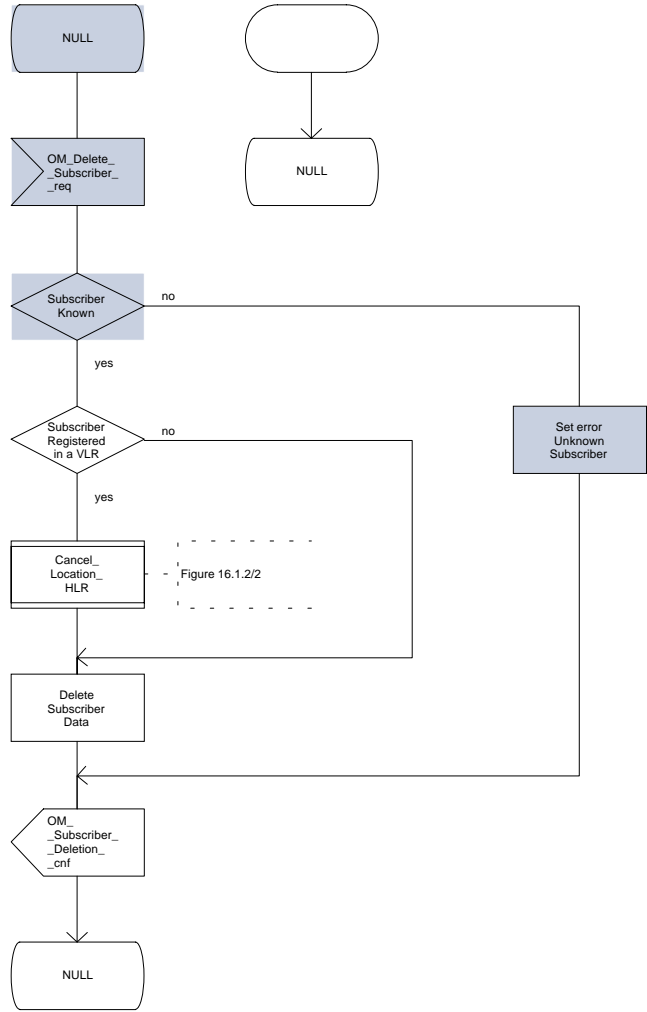 NULL
OM_Delete_
_Subscriber_
_req
NULL
Subscriber
Known
no
yes
Subscriber
Registered
in a VLR
no
Set error
Unknown
Subscriber
yes
Cancel_
Location_
HLR
Figure 16.1.2/2
Delete
Subscriber
Data
OM_
_Subscriber_
_Deletion_
_cnf
NULL